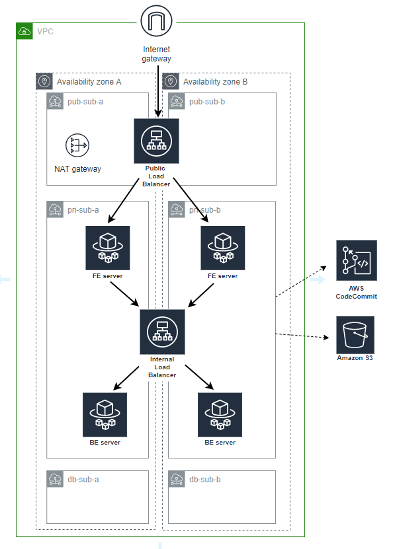 VPC
Internet
gateway
Availability zone A
Availability zone B
pub-sub-a
pub-sub-b
NAT gateway
Public
Load
Balancer
pri-sub-a
pri-sub-b
FE server
FE server
AWS
CodeCommit
Internal
Load
Balancer
Amazon S3
BE server
BE server
db-sub-a
db-sub-b